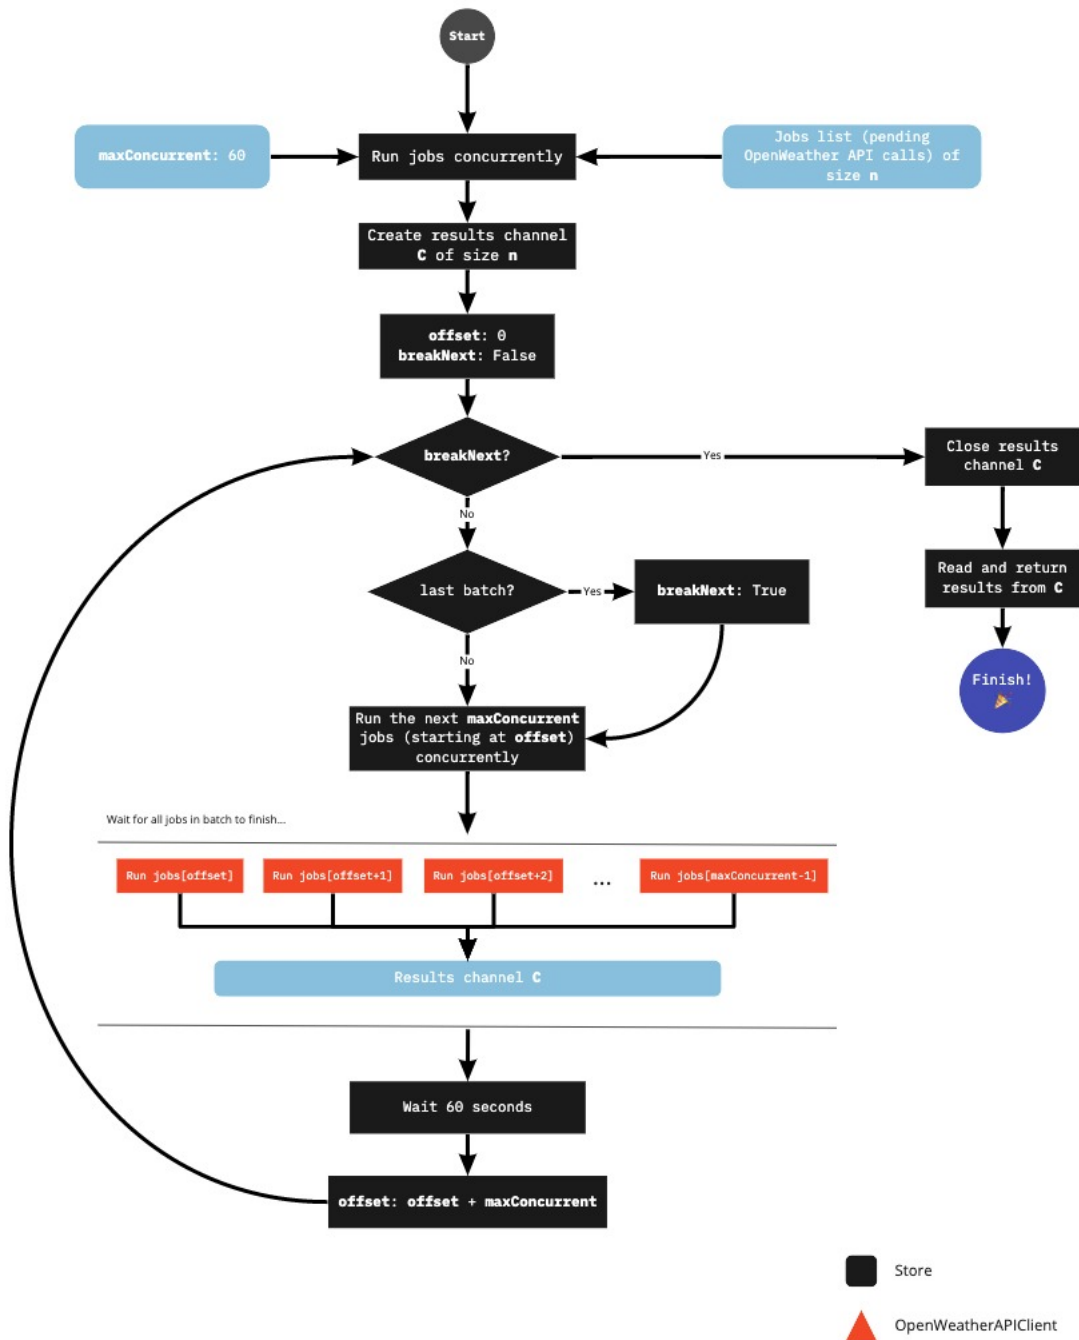 Start
maxConcurrent: 60
Run jobs concurrently
Jobs list (pending
OpenWeather API calls) of
size n
Create results channel
C of size n
offset: 0
breakNext: False
breakNext?
Yes
Close results
channel C
No
last batch?
Yes
breakNext: True
Read and return
results from C
No
Finish!
Run the next maxConcurrent
jobs (starting at offset)
concurrently
Wait for all jobs in batch to finish...
Run jobs[offset]
Run jobs[offset+1]
Run jobs[offset+2]
...
Run jobs[maxConcurrent-1]
Results channel C
Wait 60 seconds
offset: offset + maxConcurrent
Store
OpenWeatherAPIClient